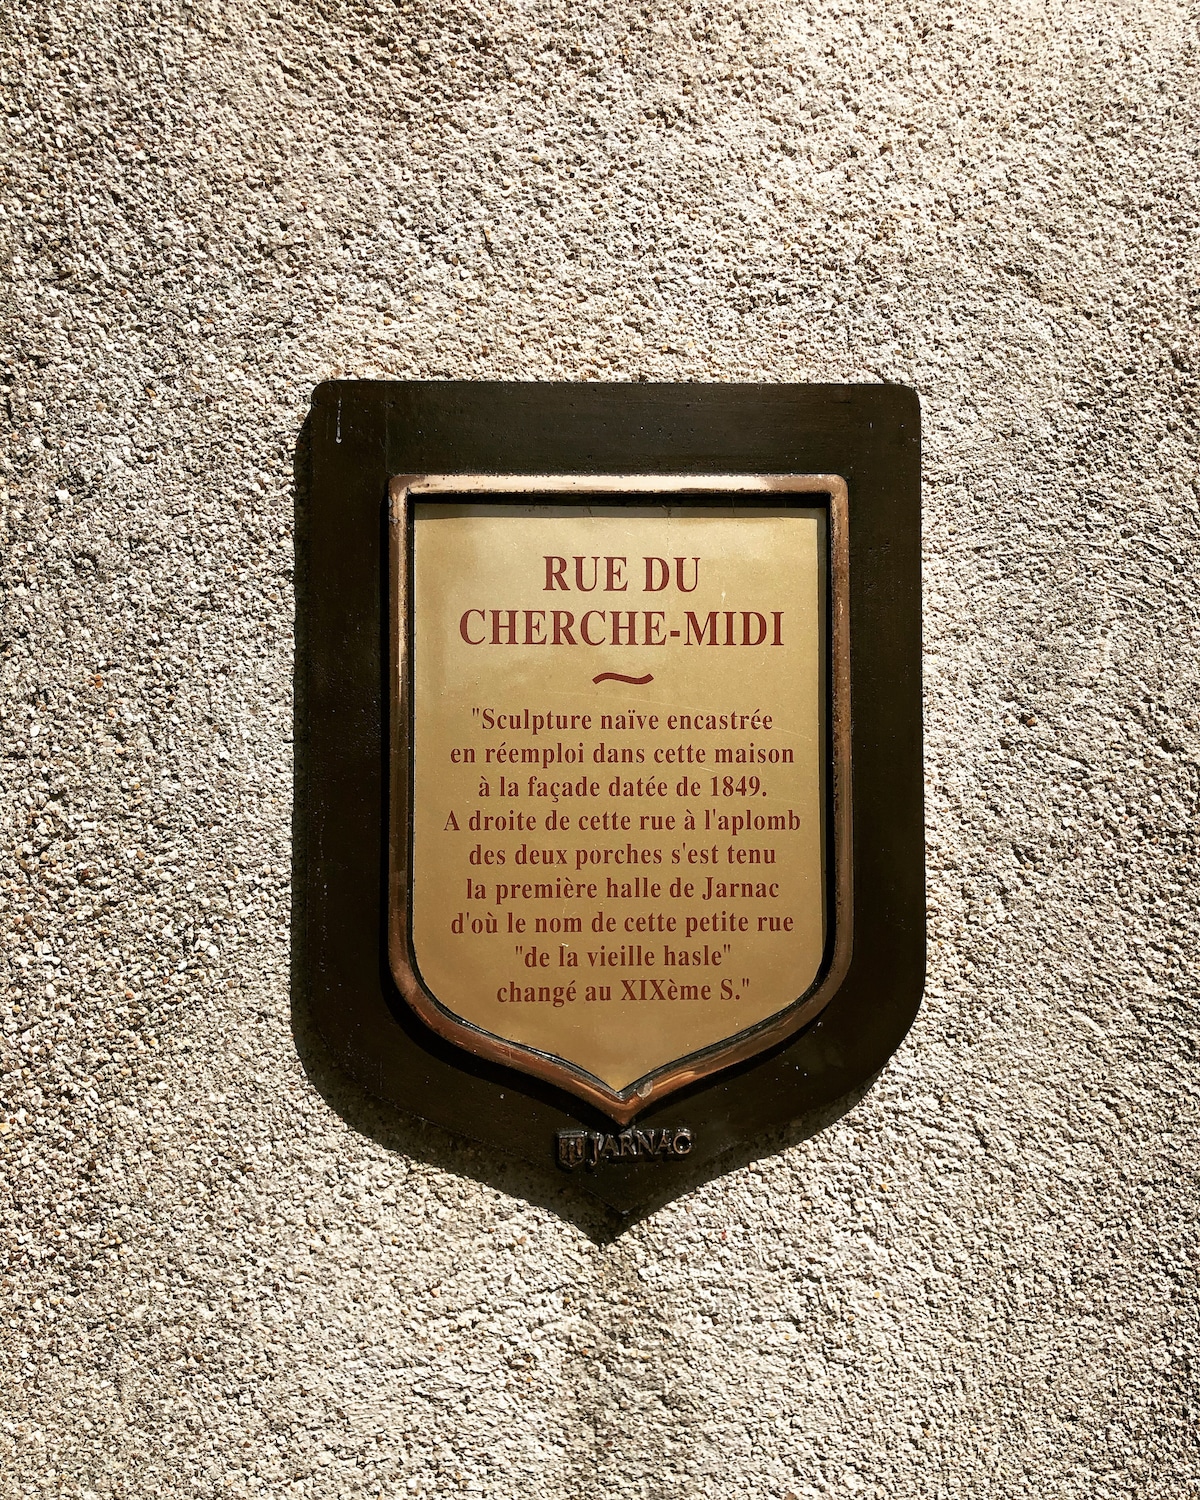 RUE DU
CHERCHE-MIDI
~
"Sculpture naïve encastrée
en réemploi dans cette maison
à la façade datée de 1849.
A droite de cette rue à l'aplomb
des deux porches s'est tenu
la première halle de Jarnac
d'où le nom de cette petite rue
"de la vieille hasle"
changé au XIXème S."
JARNAC